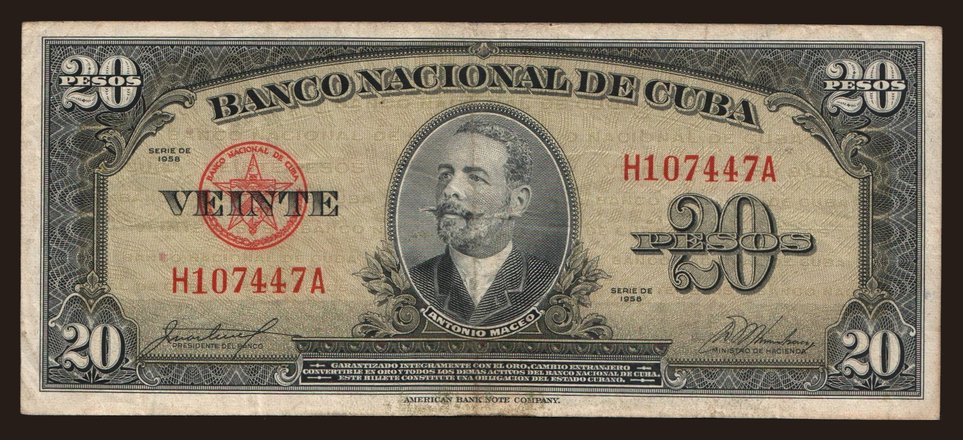 20 PESOS
20 PESOS
BANCO NACIONAL DE CUBA
SERIE DE
1958
BANCO NACIONAL DE CUBA
VEINTE
H107447A
20
PESOS
H107447A
SERIE DE
1958
ANTONIO MACEO
PRESIDENTE DEL BANCO
MINISTRO DE HACIENDA
20
20
GARANTIZADO INTEGRAMENTE CON EL ORO, CAMBIO EXTRANJERO
CONVERTIBLE EN ORO Y TODOS LOS DEMAS ACTIVOS DEL BANCO NACIONAL DE CUBA.
ESTE BILLETE CONSTITUTE UNA OBLIGACION DEL ESTADO CUBANO.
AMERICAN BANK NOTE COMPANY.